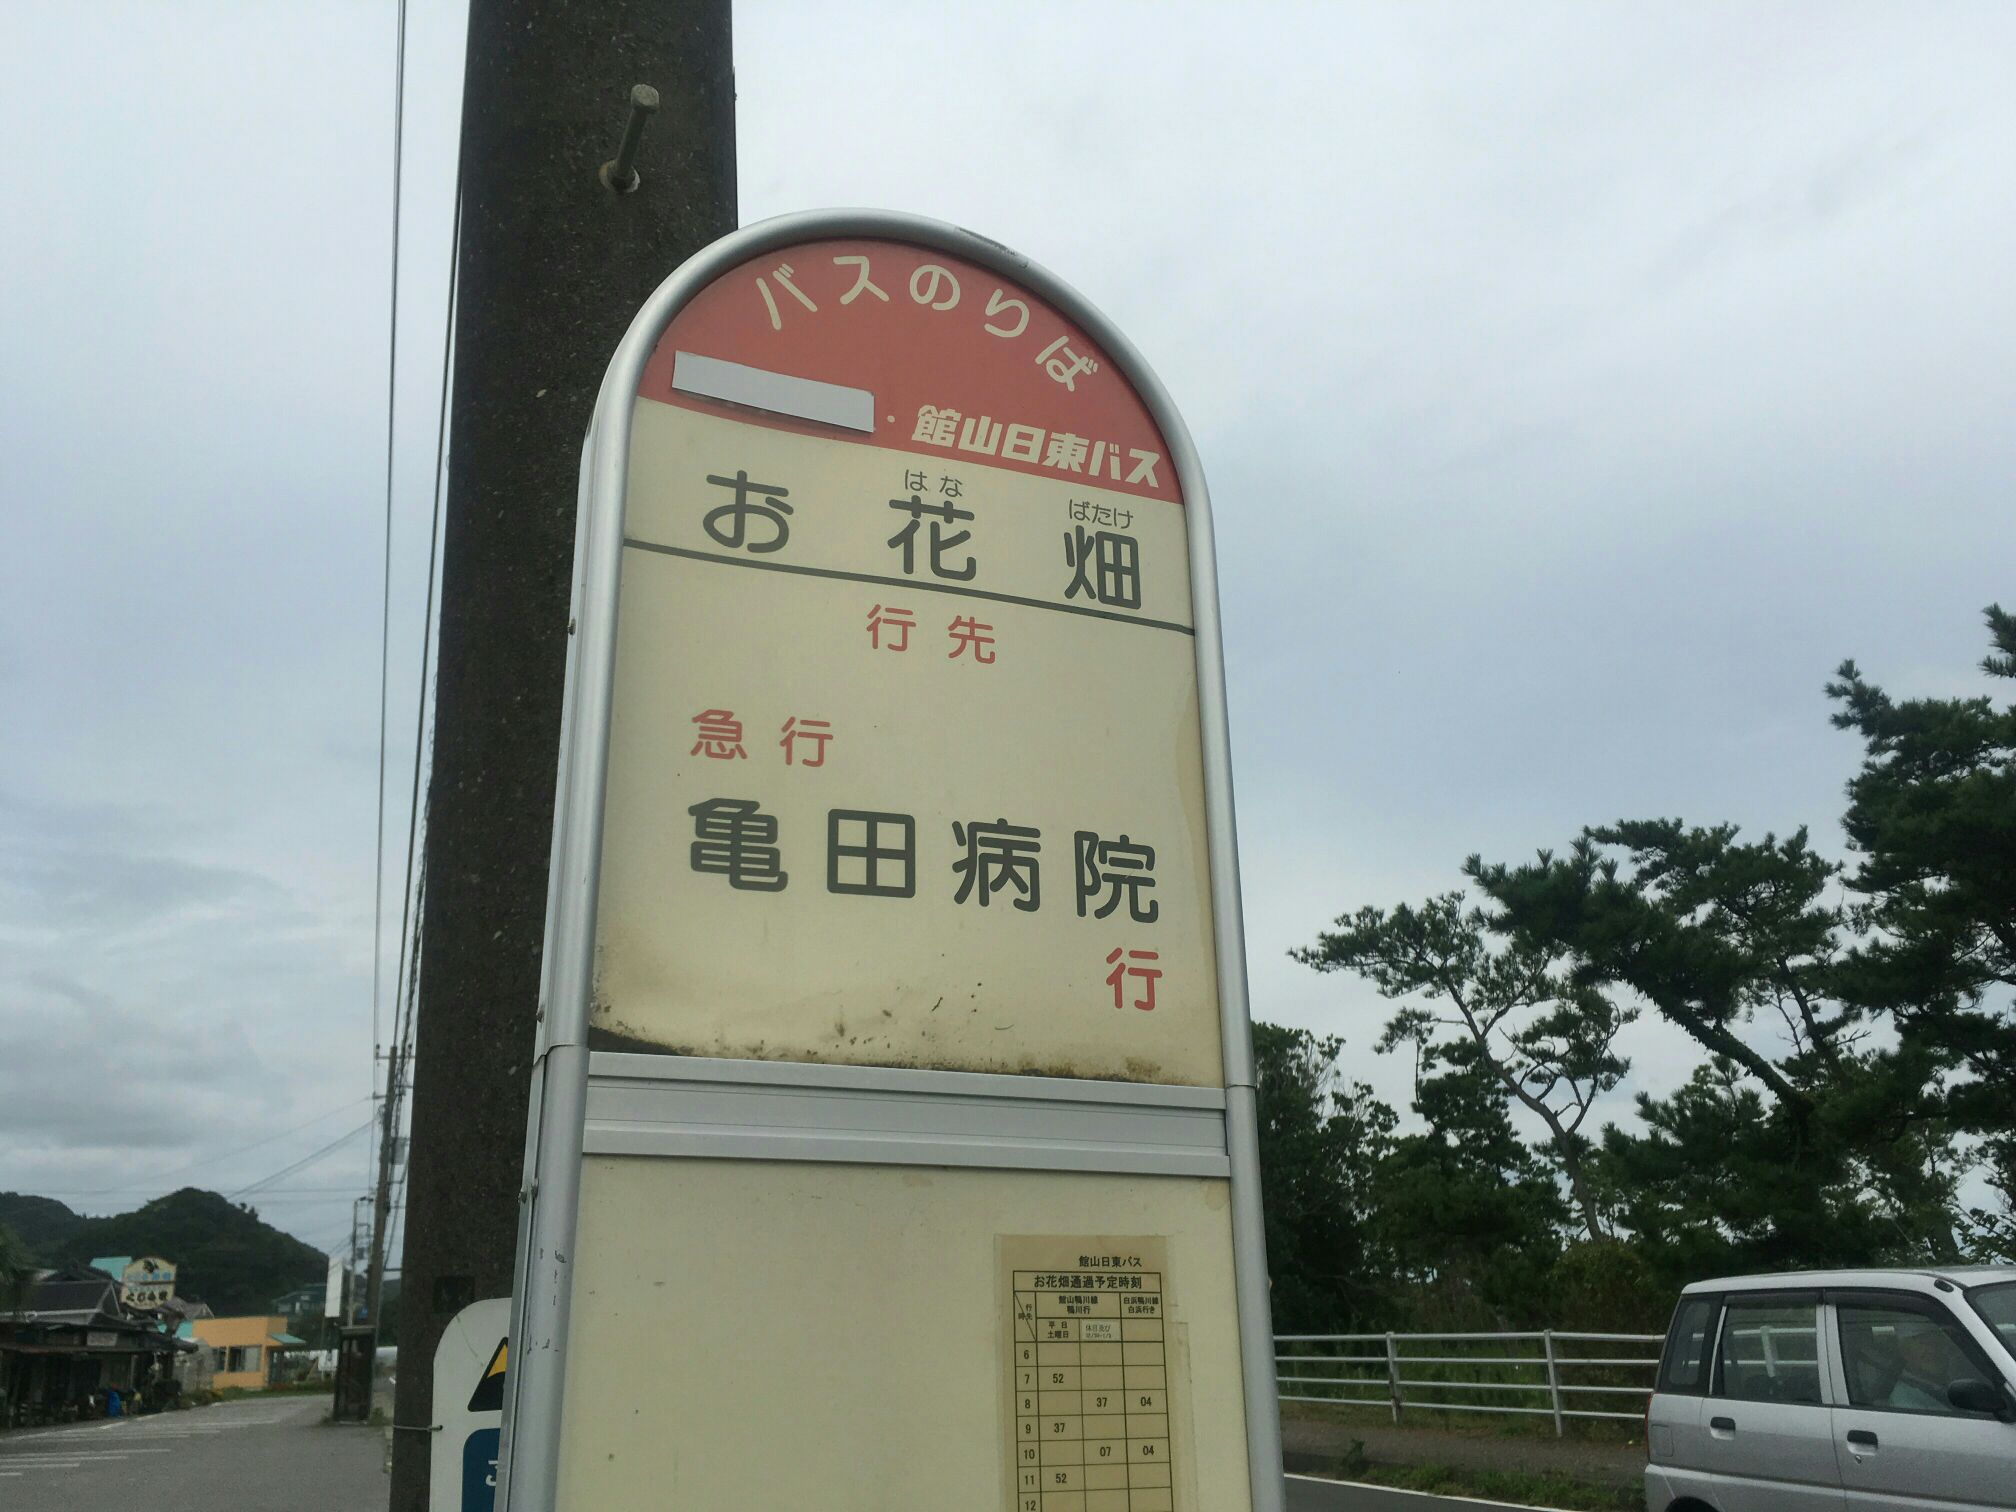 バスのりば
・館山日東バス
はな ばたけ
お花畑
行先
急行
亀田病院
行
館山日東バス
お花畑通過予定時刻
行先 館山鴨川線 白浜鴨川線
時 鴨川行 白浜行き
平日 休日及び
土曜日
6
7 52
8 37 04
9 37
10 07 04
11 52
12